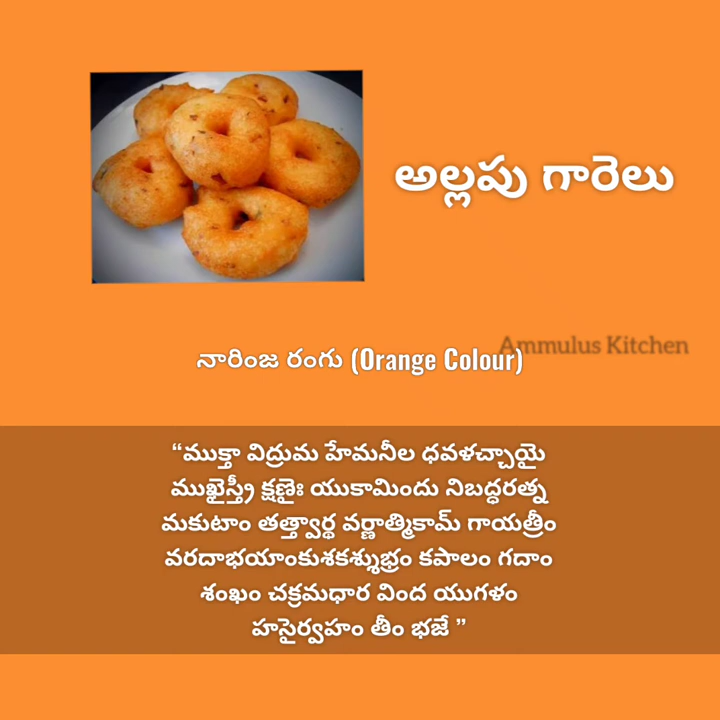 అల్లపు గారెలు
Ammulus Kitchen
నారింజ రంగు (Orange Colour)
“ముక్తా విద్రుమ హేమనీల ధవళచ్చాయై
ముఖైస్త్రీ క్షణైః యుకామిందు నిబద్ధరత్న
మకుటాం తత్త్వార్థ వర్ణాత్మికామ్ గాయత్రీం
వరదాభయాంకుశకశ్శుభ్రం కపాలం గదాం
శంఖం చక్రమధార వింద యుగళం
హసైర్వహం తీం భజే ”